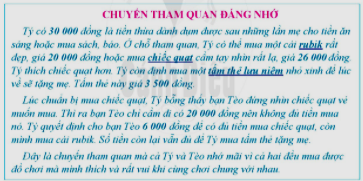 CHUYẾN THAM QUAN ĐÁNG NHỚ
Tý có 30 000 đồng là tiền thừa dành dụm được sau những lần mẹ cho tiền ăn
sáng hoặc mua sách, báo. Ở chỗ tham quan, Tý có thể mua một cái rubik rất
đẹp, giá 20 000 đồng hoặc mua chiếc quạt cầm tay nhìn rất lạ, giá 26 000 đồng.
Tý thích chiếc quạt hơn. Tý còn định mua một tấm thẻ lưu niệm nhỏ xinh để lúc
về sẽ tặng mẹ. Tấm thẻ này giá 3 500 đồng.
Lúc chuẩn bị mua chiếc quạt, Tý bỗng thấy bạn Tèo đứng nhìn chiếc quạt vẻ
muốn mua. Thì ra bạn Tèo chỉ cầm đi có 20 000 đồng nên không đủ tiền mua
nó. Tý quyết định cho bạn Tèo 6 000 đồng để có đủ tiền mua chiếc quạt, còn
mình mua cái rubik. Số tiền còn lại vẫn đủ để Tý mua tấm thẻ tặng mẹ.
Đây là chuyến tham quan mà cả Tý và Tèo nhớ mãi vì cả hai đều mua được
đồ chơi mà mình thích và rất vui khi cùng chơi chung với nhau.